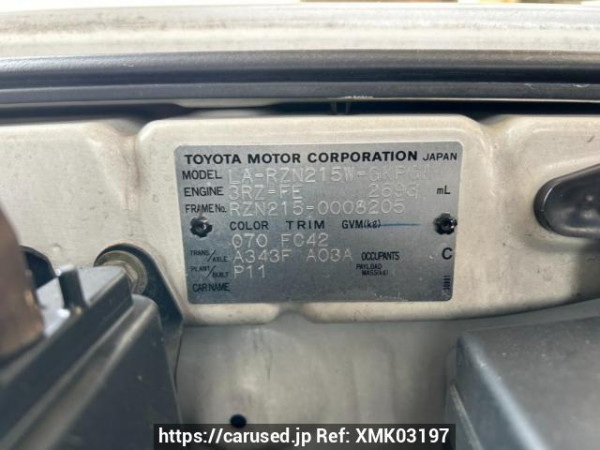 TOYOTA MOTOR CORPORATION JAPAN
MODEL LA-RZN215W-GKPGK
ENGINE 3RZ-FE 2693 mL
FRAME No. RZN215-0008205
COLOR TRIM GVM(kg)
070 FC42
TRANS/AXLE A343F A03A OCCUPANTS C
PLANT/BUILT P11 PAYLOAD MASS(kg)
CAR NAME
https://carused.jp Ref: XMK03197